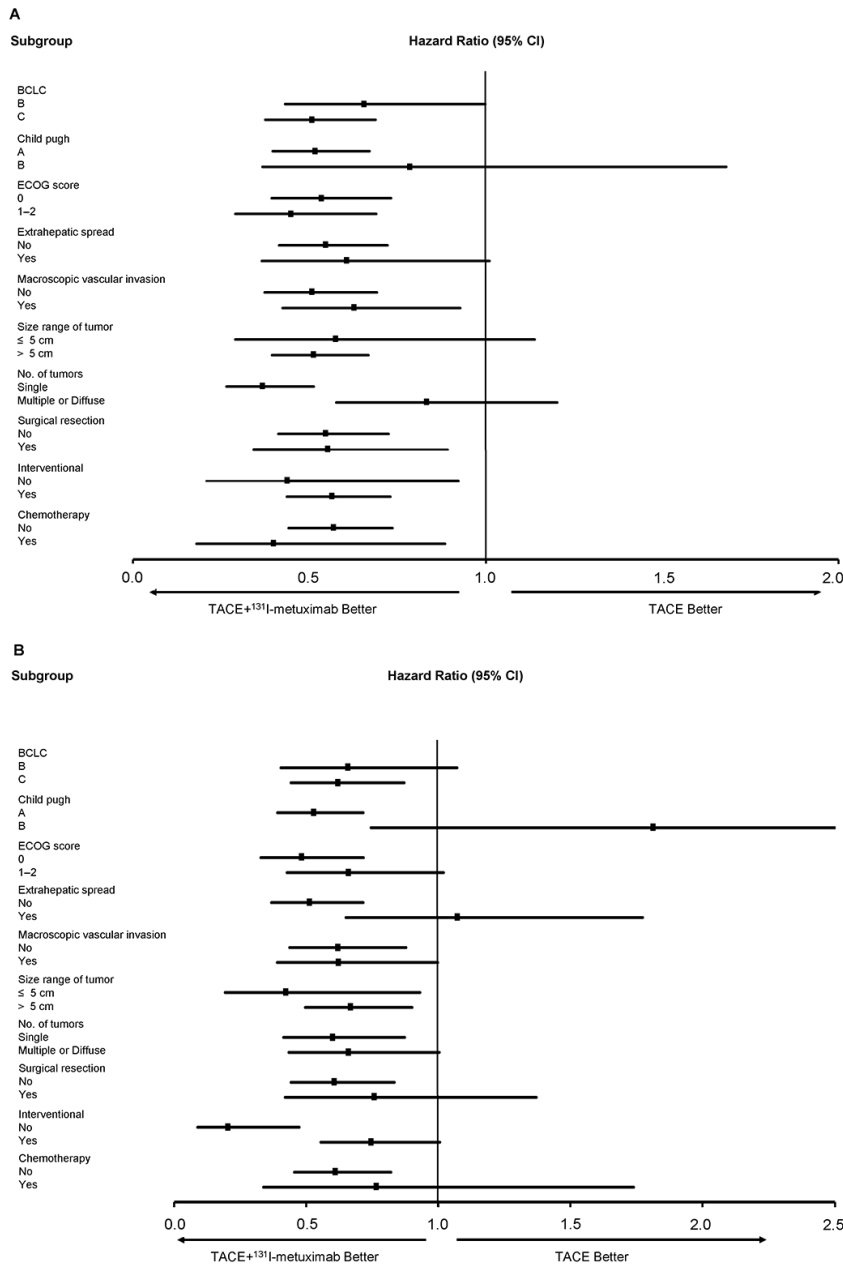 A
Subgroup Hazard Ratio (95% CI)
BCLC
B
C
Child pugh
A
B
ECOG score
0
1–2
Extrahepatic spread
No
Yes
Macroscopic vascular invasion
No
Yes
Size range of tumor
≤ 5 cm
> 5 cm
No. of tumors
Single
Multiple or Diffuse
Surgical resection
No
Yes
Interventional
No
Yes
Chemotherapy
No
Yes
0.0 0.5 1.0 1.5 2.0
TACE+¹³¹I-metuximab Better TACE Better
B
Subgroup Hazard Ratio (95% CI)
BCLC
B
C
Child pugh
A
B
ECOG score
0
1–2
Extrahepatic spread
No
Yes
Macroscopic vascular invasion
No
Yes
Size range of tumor
≤ 5 cm
> 5 cm
No. of tumors
Single
Multiple or Diffuse
Surgical resection
No
Yes
Interventional
No
Yes
Chemotherapy
No
Yes
0.0 0.5 1.0 1.5 2.0 2.5
TACE+¹³¹I-metuximab Better TACE Better